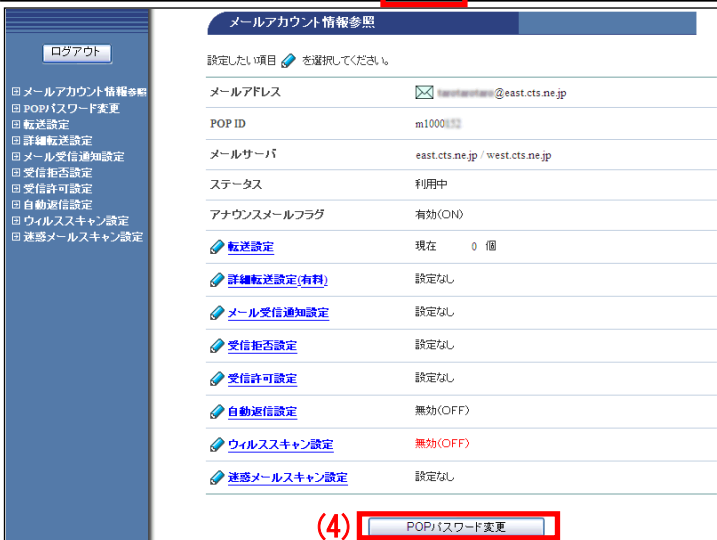 メールアカウント情報参照
ログアウト
メールアカウント情報参照
POPパスワード変更
転送設定
詳細転送設定
メール受信通知設定
受信拒否設定
受信許可設定
自動返信設定
ウィルススキャン設定
迷惑メールスキャン設定
設定したい項目 を選択してください。
メールアドレス @east.cts.ne.jp
POP ID m1000
メールサーバ east.cts.ne.jp / west.cts.ne.jp
ステータス 利用中
アナウンスメールフラグ 有効(ON)
転送設定 現在 0 個
詳細転送設定(有料) 設定なし
メール受信通知設定 設定なし
受信拒否設定 設定なし
受信許可設定 設定なし
自動返信設定 無効(OFF)
ウィルススキャン設定 無効(OFF)
迷惑メールスキャン設定 設定なし
(4) POPパスワード変更